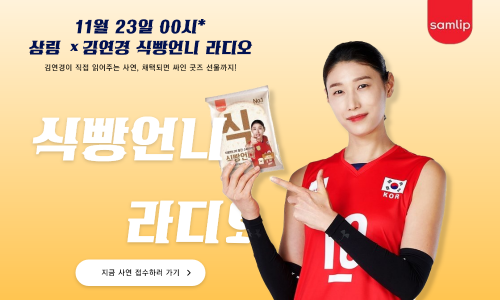 11월 23일 00시*
삼림 x 김연경 식빵언니 라디오
김연경이 직접 읽어주는 사연, 채택되면 싸인 굿즈 선물까지!
samlip
식빵언니
라디오
No.1
식
식빵언니
KOR
10
지금 사연 접수하러 가기 >